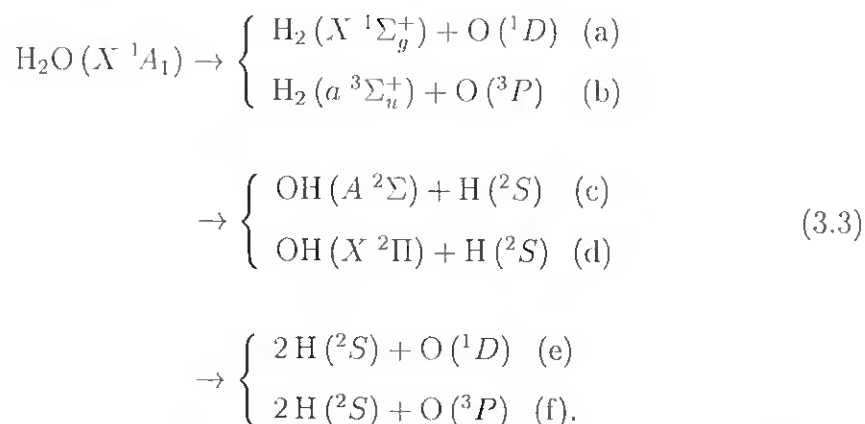 H₂O (X ¹A₁) → { H₂ (X ¹Σg⁺) + O (¹D) (a)
H₂ (a ³Σu⁺) + O (³P) (b)
→ { OH (A ²Σ) + H (²S) (c)
OH (X ²Π) + H (²S) (d)
(3.3)
→ { 2 H (²S) + O (¹D) (e)
2 H (²S) + O (³P) (f).